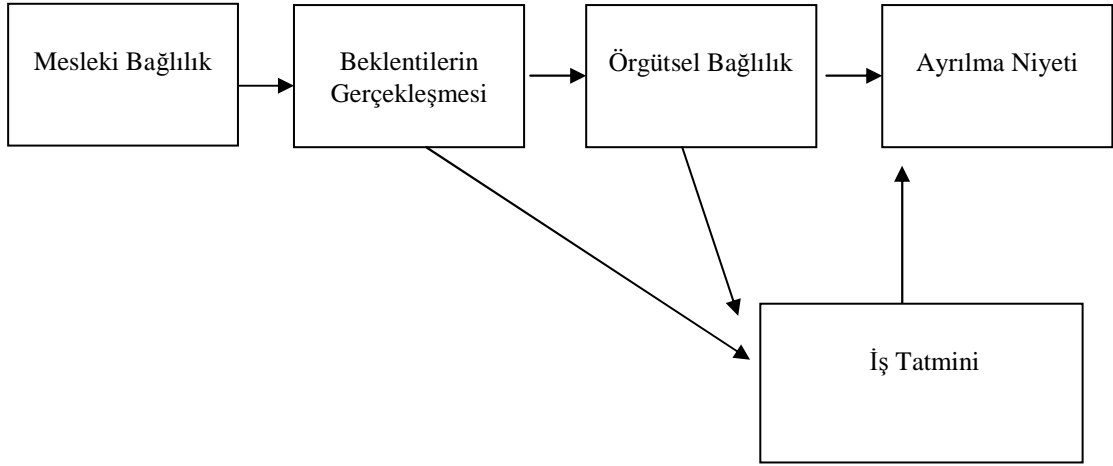 Mesleki Bağlılık
Beklentilerin
Gerçekleşmesi
Örgütsel Bağlılık
Ayrılma Niyeti
İş Tatmini